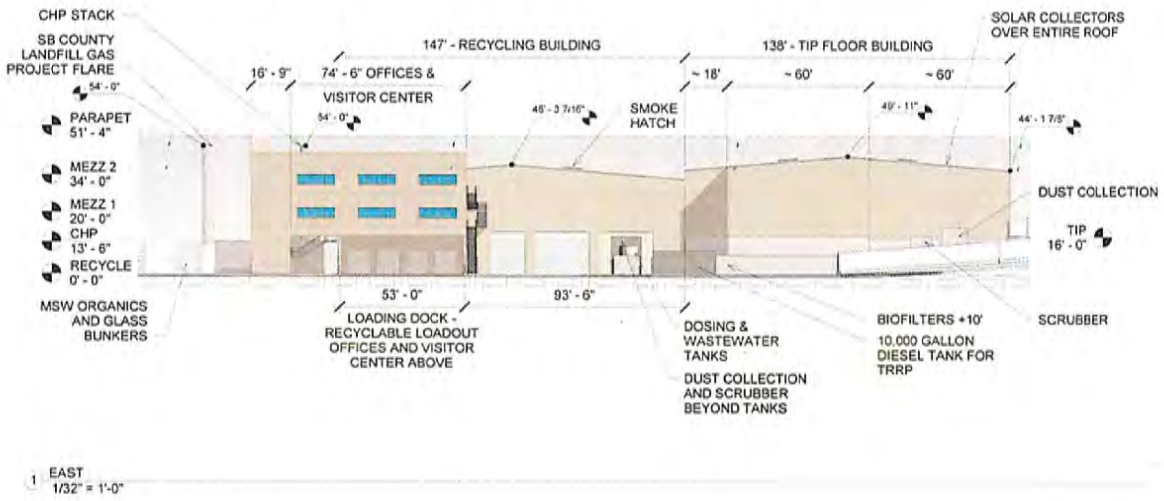 CHP STACK
SB COUNTY
LANDFILL GAS
PROJECT FLARE
54' - 0"
PARAPET
51' - 4"
MEZZ 2
34' - 0"
MEZZ 1
20' - 0"
CHP
13' - 6"
RECYCLE
0' - 0"
MSW ORGANICS
AND GLASS
BUNKERS
16' - 9"
74' - 6" OFFICES &
VISITOR CENTER
54' - 0"
147' - RECYCLING BUILDING
138' - TIP FLOOR BUILDING
SOLAR COLLECTORS
OVER ENTIRE ROOF
~ 18'
~60'
~ 60'
46' - 3 7/16"
SMOKE
HATCH
49' - 11"
44' - 1 7/8"
DUST COLLECTION
TIP
16' - 0"
53' - 0"
93' - 6"
LOADING DOCK -
RECYCLABLE LOADOUT
OFFICES AND VISITOR
CENTER ABOVE
DOSING &
WASTEWATER
TANKS
DUST COLLECTION
AND SCRUBBER
BEYOND TANKS
BIOFILTERS +10'
10,000 GALLON
DIESEL TANK FOR
TRRP
SCRUBBER
1 EAST
1/32" = 1'-0"